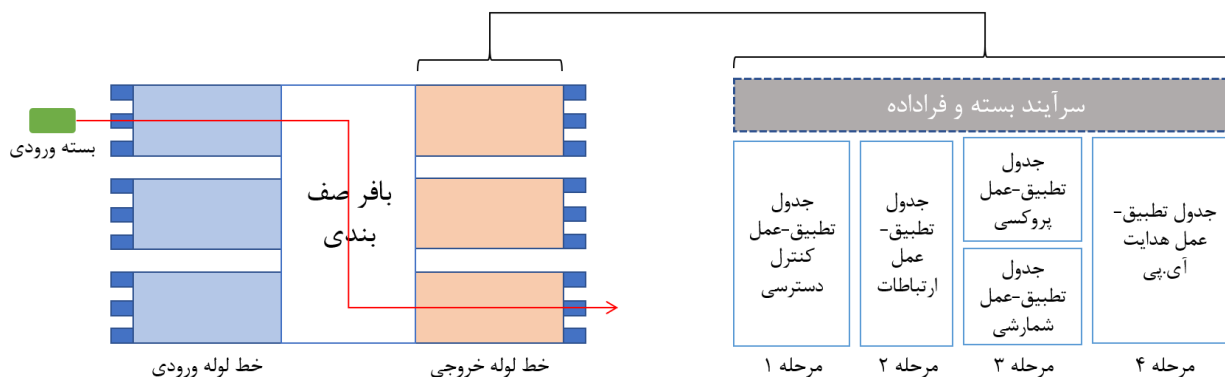 سرآیند بسته و فراداده
بسته ورودی
بافر صف
بندی
خط لوله ورودی
خط لوله خروجی
جدول
تطبیق-عمل
کنترل
دسترسی
جدول
تطبیق-
عمل
ارتباطات
جدول
تطبیق-عمل
پروکسی
جدول
تطبیق-عمل
شمارشی
جدول تطبیق-
عمل هدایت
آی.پی
مرحله ۱
مرحله ۲
مرحله ۳
مرحله ۴